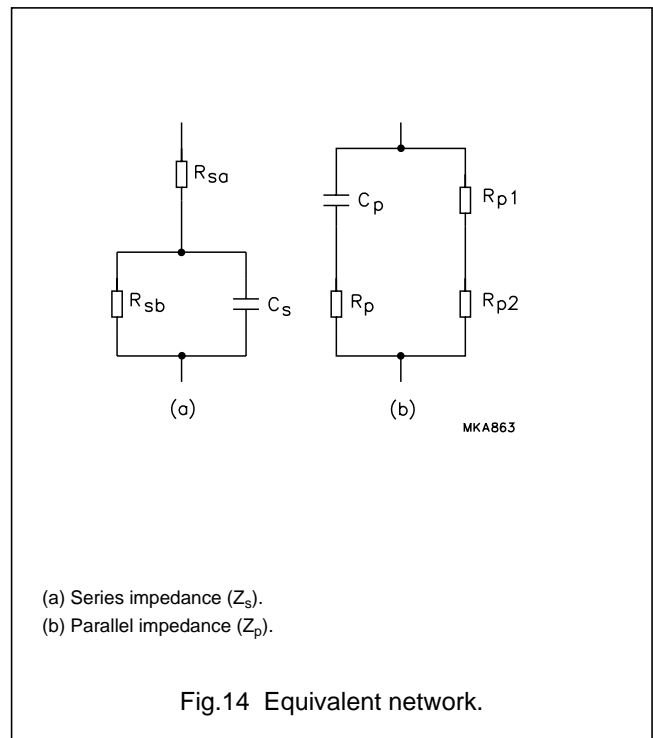 R_sa
R_sb
C_s
C_p
R_p
R_p1
R_p2
(a)
(b)
MKA863
(a) Series impedance (Z_s).
(b) Parallel impedance (Z_p).
Fig.14 Equivalent network.